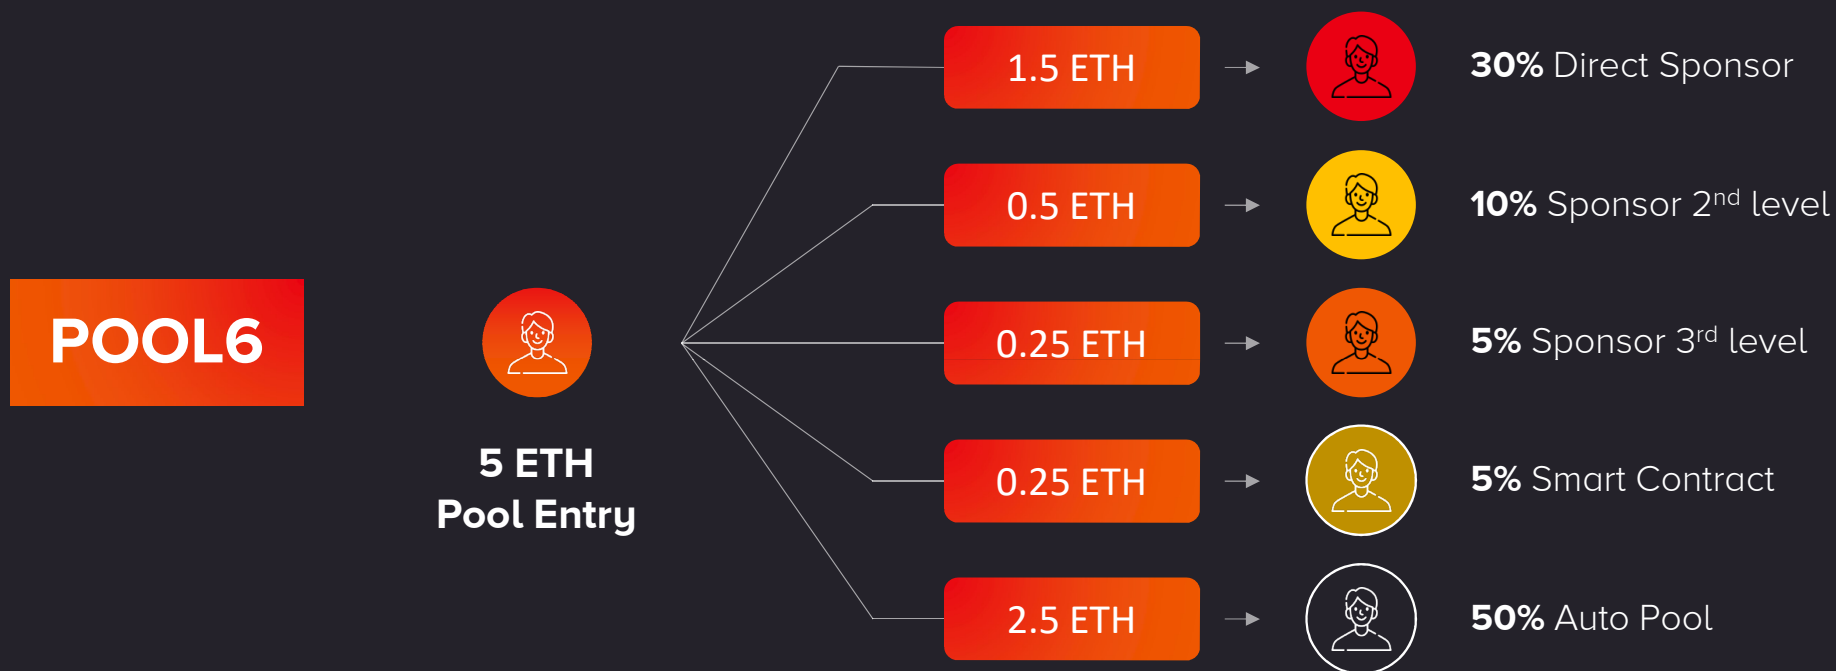 POOL6
5 ETH
Pool Entry
1.5 ETH
30% Direct Sponsor
0.5 ETH
10% Sponsor 2nd level
0.25 ETH
5% Sponsor 3rd level
0.25 ETH
5% Smart Contract
2.5 ETH
50% Auto Pool